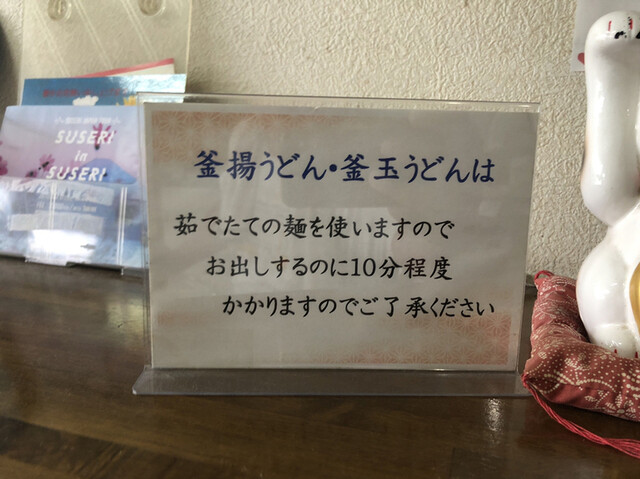 SUSERI
in
SUSERI
釜揚うどん・釜玉うどんは
茹でたての麺を使いますので
お出しするのに10分程度
かかりますのでご了承ください